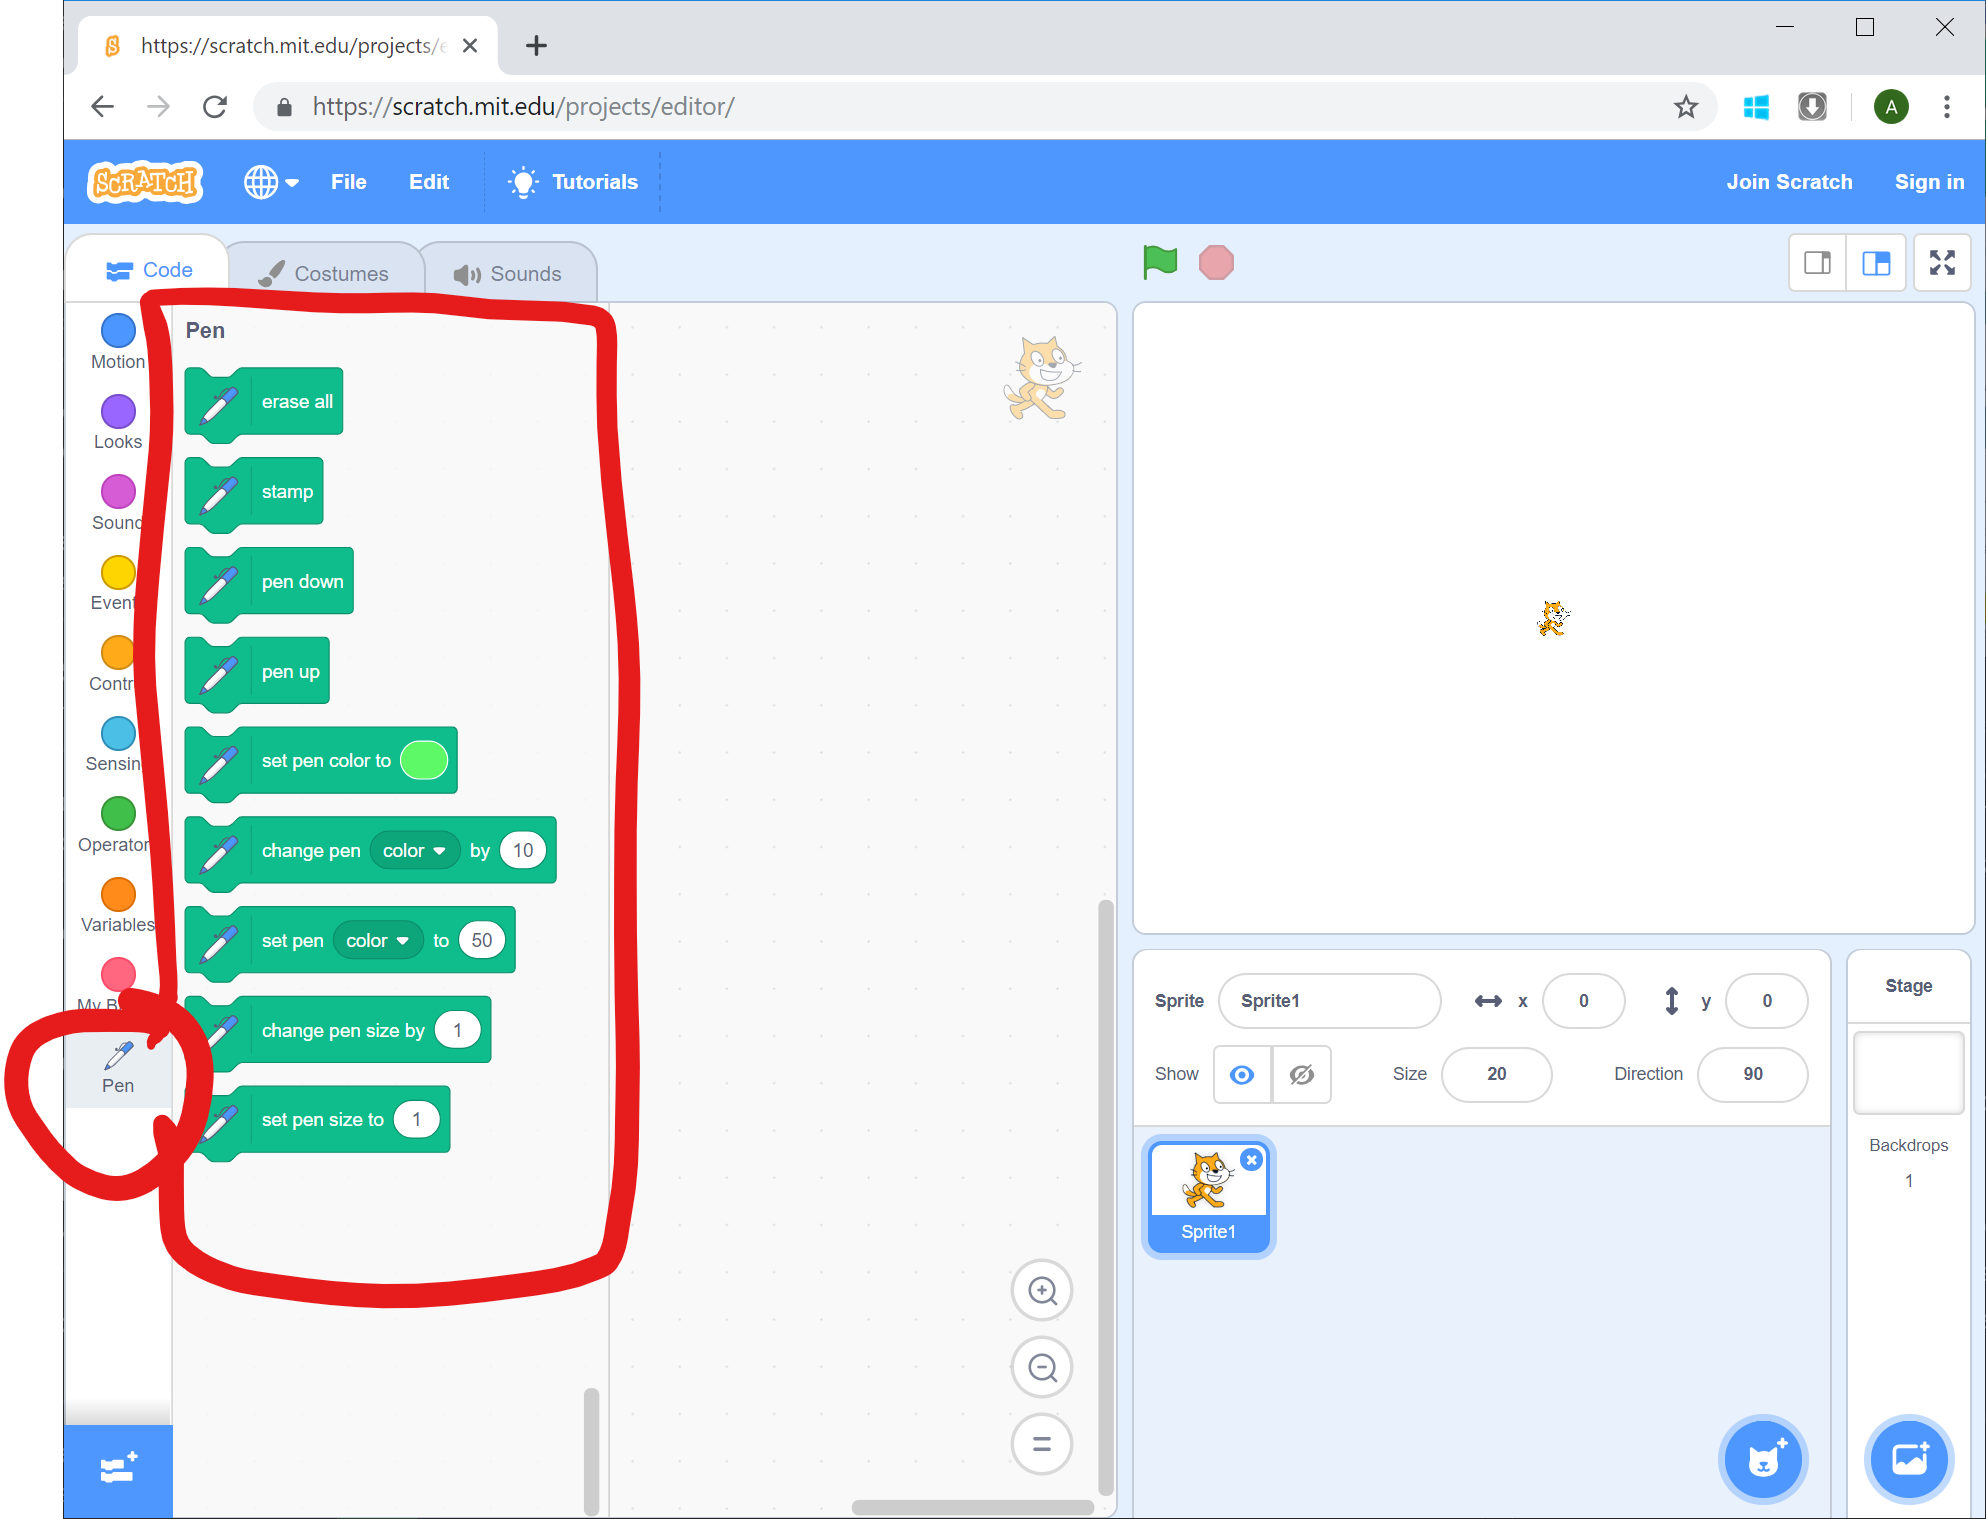 https://scratch.mit.edu/projects/e
https://scratch.mit.edu/projects/editor/
A
SCRATCH
File
Edit
Tutorials
Join Scratch
Sign in
Code
Costumes
Sounds
Motion
Looks
Sound
Event
Contr
Sensin
Operator
Variables
My B
Pen
Pen
erase all
stamp
pen down
pen up
set pen color to
change pen color by 10
set pen color to 50
change pen size by 1
set pen size to 1
Sprite Sprite1 x 0 y 0
Show Size 20 Direction 90
Sprite1
Stage
Backdrops
1